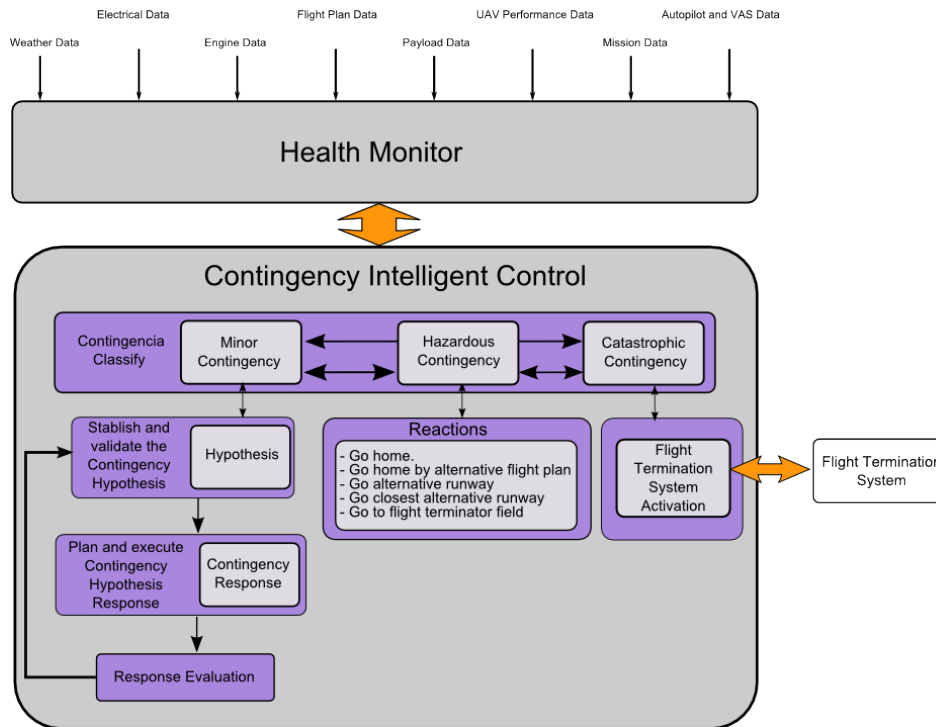 Electrical Data
Flight Plan Data
UAV Performance Data
Autopilot and VAS Data
Weather Data
Engine Data
Payload Data
Mission Data
Health Monitor
Contingency Intelligent Control
Contingencia
Classify
Minor
Contingency
Hazardous
Contingency
Catastrophic
Contingency
Stablish and
validate the
Contingency
Hypothesis
Hypothesis
Reactions
- Go home.
- Go home by alternative flight plan
- Go alternative runway
- Go closest alternative runway
- Go to flight terminator field
Flight
Termination
System
Activation
Flight Termination
System
Plan and execute
Contingency
Hypothesis
Response
Contingency
Response
Response Evaluation